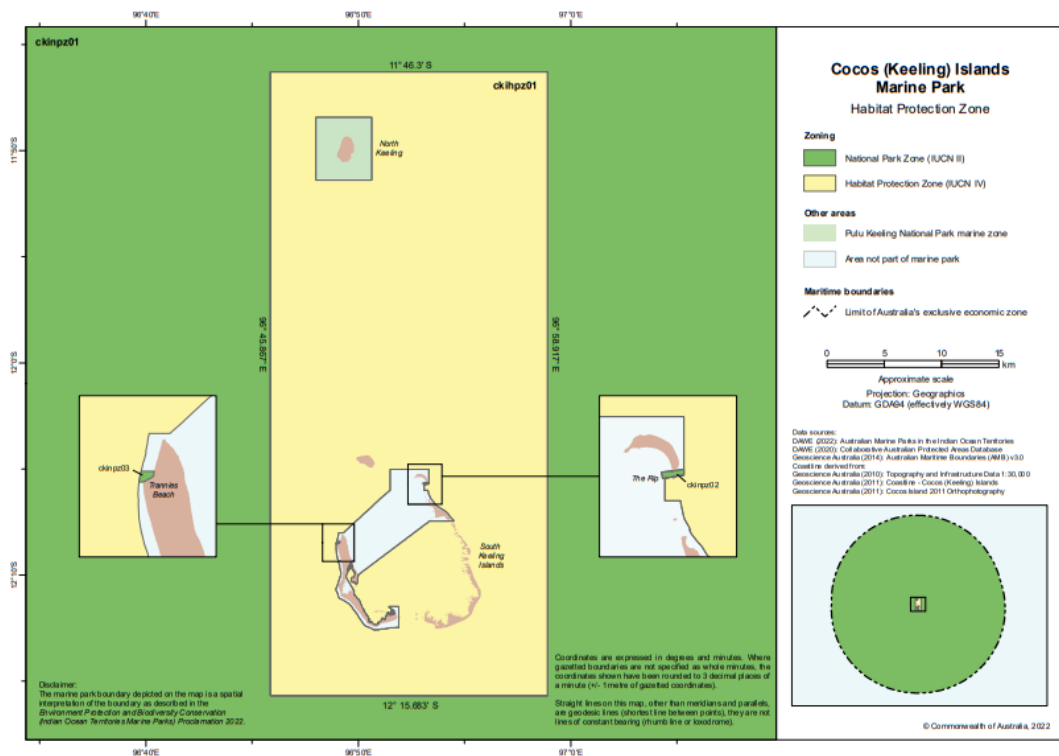 96°40'E
96°50'E
97°0'E
ckinpz01
11° 46.3' S
ckihpz01
North
Keeling
11°50'S
12°0'S
12°10'S
96° 45.867' E
96° 58.917' E
ckinpz03
Trannies
Beach
The Rip
ckinpz02
South
Keeling
Islands
12° 15.683' S
Disclaimer:
The marine park boundary depicted on the map is a spatial
interpretation of the boundary as described in the
Environment Protection and Biodiversity Conservation
(Indian Ocean Territories Marine Parks) Proclamation 2022.
Coordinates are expressed in degrees and minutes. Where
gazetted boundaries are not specified as whole minutes, the
coordinates shown have been rounded to 3 decimal places of
a minute (+/- 1metre of gazetted coordinates).
Straight lines on this map, other than meridians and parallels,
are geodesic lines (shortest line between points), they are not
lines of constant bearing (rhumb line or loxodrome).
96°40'E
96°50'E
97°0'E
Cocos (Keeling) Islands
Marine Park
Habitat Protection Zone
Zoning
National Park Zone (IUCN II)
Habitat Protection Zone (IUCN IV)
Other areas
Pulu Keeling National Park marine zone
Area not part of marine park
Maritime boundaries
Limit of Australia's exclusive economic zone
0 5 10 15
km
Approximate scale
Projection: Geographics
Datum: GDA94 (effectively WGS84)
Data sources:
DAWE (2022): Australian Marine Parks in the Indian Ocean Territories
DAWE (2020): Collaborative Australian Protected Areas Database
Geoscience Australia (2014): Australian Maritime Boundaries (AMB) v3.0
Coastline derived from:
Geoscience Australia (2010): Topography and Infrastructure Data 1:30,000
Geoscience Australia (2011): Coastline - Cocos (Keeling) Islands
Geoscience Australia (2011): Cocos Island 2011 Orthophotography
© Commonwealth of Australia, 2022